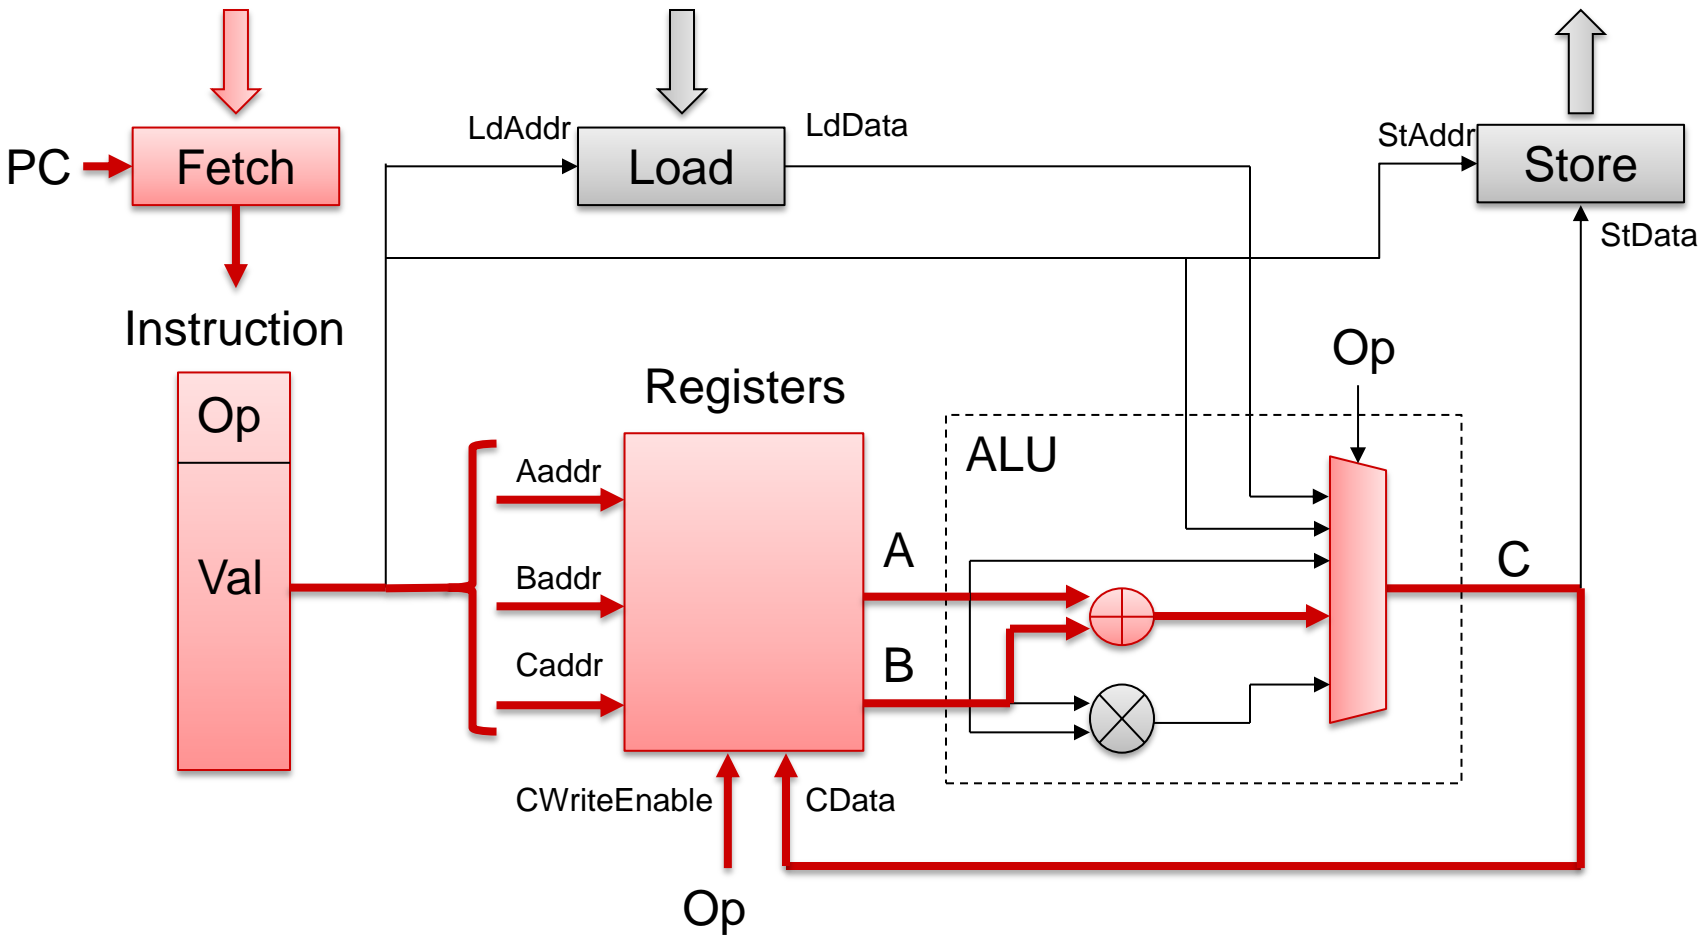 LdAddr
LdData
StAddr
PC
Fetch
Load
Store
StData
Instruction
Op
Registers
Op
ALU
Aaddr
A
C
Val
Baddr
Caddr
B
CWriteEnable
CData
Op